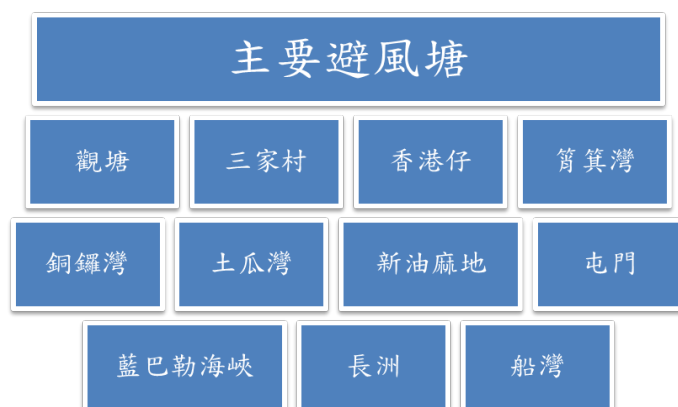 主要避風塘
觀塘
三家村
香港仔
筲箕灣
銅鑼灣
土瓜灣
新油麻地
屯門
藍巴勒海峽
長洲
船灣